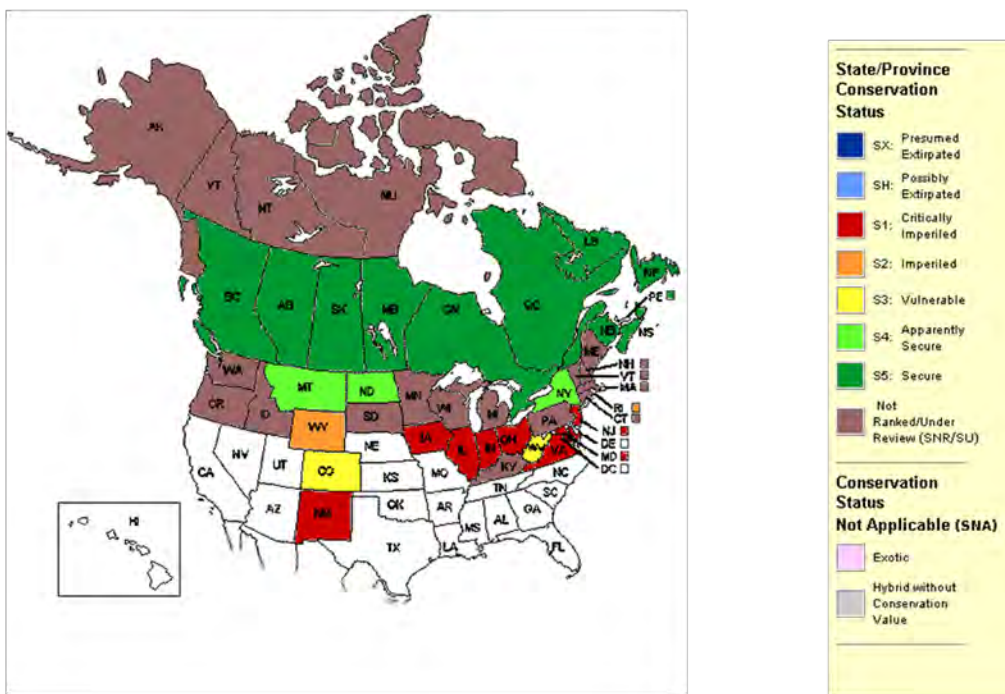 AK
YT
NT
NU
BC
AB
SK
MB
ON
QC
LB
NF
PE
NB
NS
WA
MT
ND
MN
WI
MI
ME
NH
VT
MA
NY
OR
ID
WY
SD
IA
IL
IN
OH
PA
RI
CT
NJ
DE
MD
DC
CA
NV
UT
CO
NE
KS
MO
KY
WV
VA
AZ
NM
OK
AR
TN
NC
SC
TX
LA
MS
AL
GA
FL
HI
State/Province
Conservation
Status
SX: Presumed
Extirpated
SH: Possibly
Extirpated
S1: Critically
Imperiled
S2: Imperiled
S3: Vulnerable
S4: Apparently
Secure
S5: Secure
Not
Ranked/Under
Review (SNR/SU)
Conservation
Status
Not Applicable (SNA)
Exotic
Hybrid without
Conservation
Value